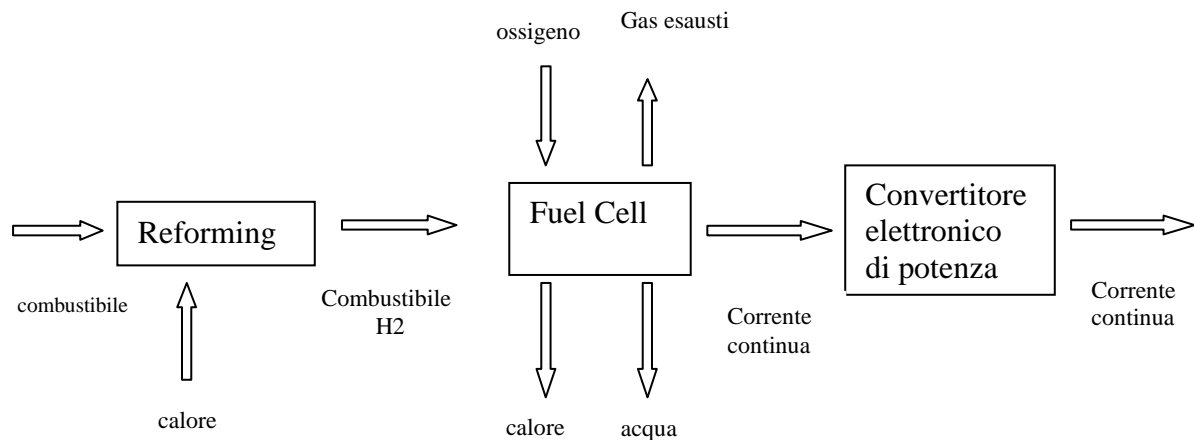 ossigeno
Gas esausti
Reforming
Fuel Cell
Convertitore
elettronico
di potenza
combustibile
Combustibile
H2
Corrente
continua
Corrente
continua
calore
calore
acqua